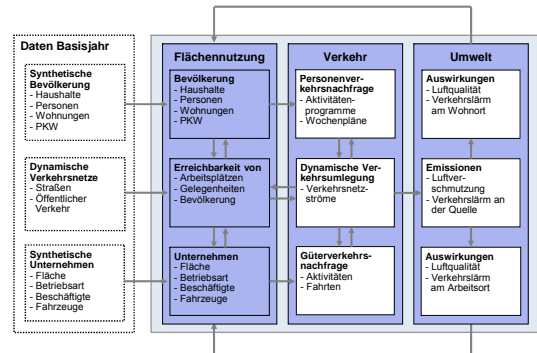 Daten Basisjahr
Synthetische
Bevölkerung
- Haushalte
- Personen
- Wohnungen
- PKW
Dynamische
Verkehrsnetze
- Straßen
- Öffentlicher
Verkehr
Synthetische
Unternehmen
- Fläche
- Betriebsart
- Beschäftigte
- Fahrzeuge
Flächennutzung
Bevölkerung
- Haushalte
- Personen
- Wohnungen
- PKW
Erreichbarkeit von
- Arbeitsplätzen
- Gelegenheiten
- Bevölkerung
Unternehmen
- Fläche
- Betriebsart
- Beschäftigte
- Fahrzeuge
Verkehr
Personenver-
kehrsnachfrage
- Aktivitäten-
programme
- Wochenpläne
Dynamische Ver-
kehrsumlegung
- Verkehrsnetz-
ströme
Güterverkehrs-
nachfrage
- Aktivitäten
- Fahrten
Umwelt
Auswirkungen
- Luftqualität
- Verkehrslärm
am Wohnort
Emissionen
- Luftver-
schmutzung
- Verkehrslärm an
der Quelle
Auswirkungen
- Luftqualität
- Verkehrslärm
am Arbeitsort